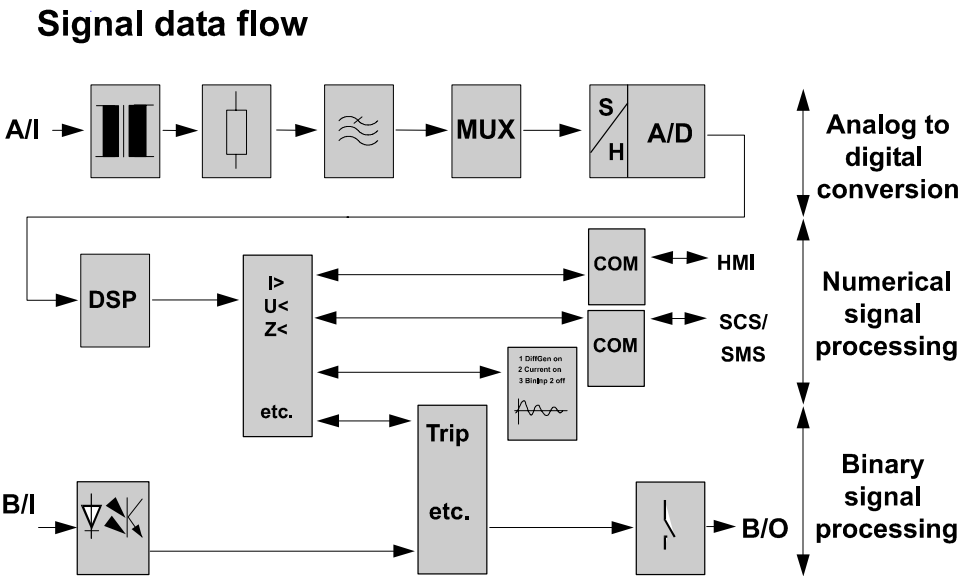 Signal data flow
A/I
MUX
S
H
A/D
Analog to
digital
conversion
DSP
I>
U<
Z<
etc.
COM
HMI
COM
SCS/
SMS
1 DiffGen on
2 Current on
3 BinInp 2 off
Numerical
signal
processing
Trip
etc.
B/I
B/O
Binary
signal
processing